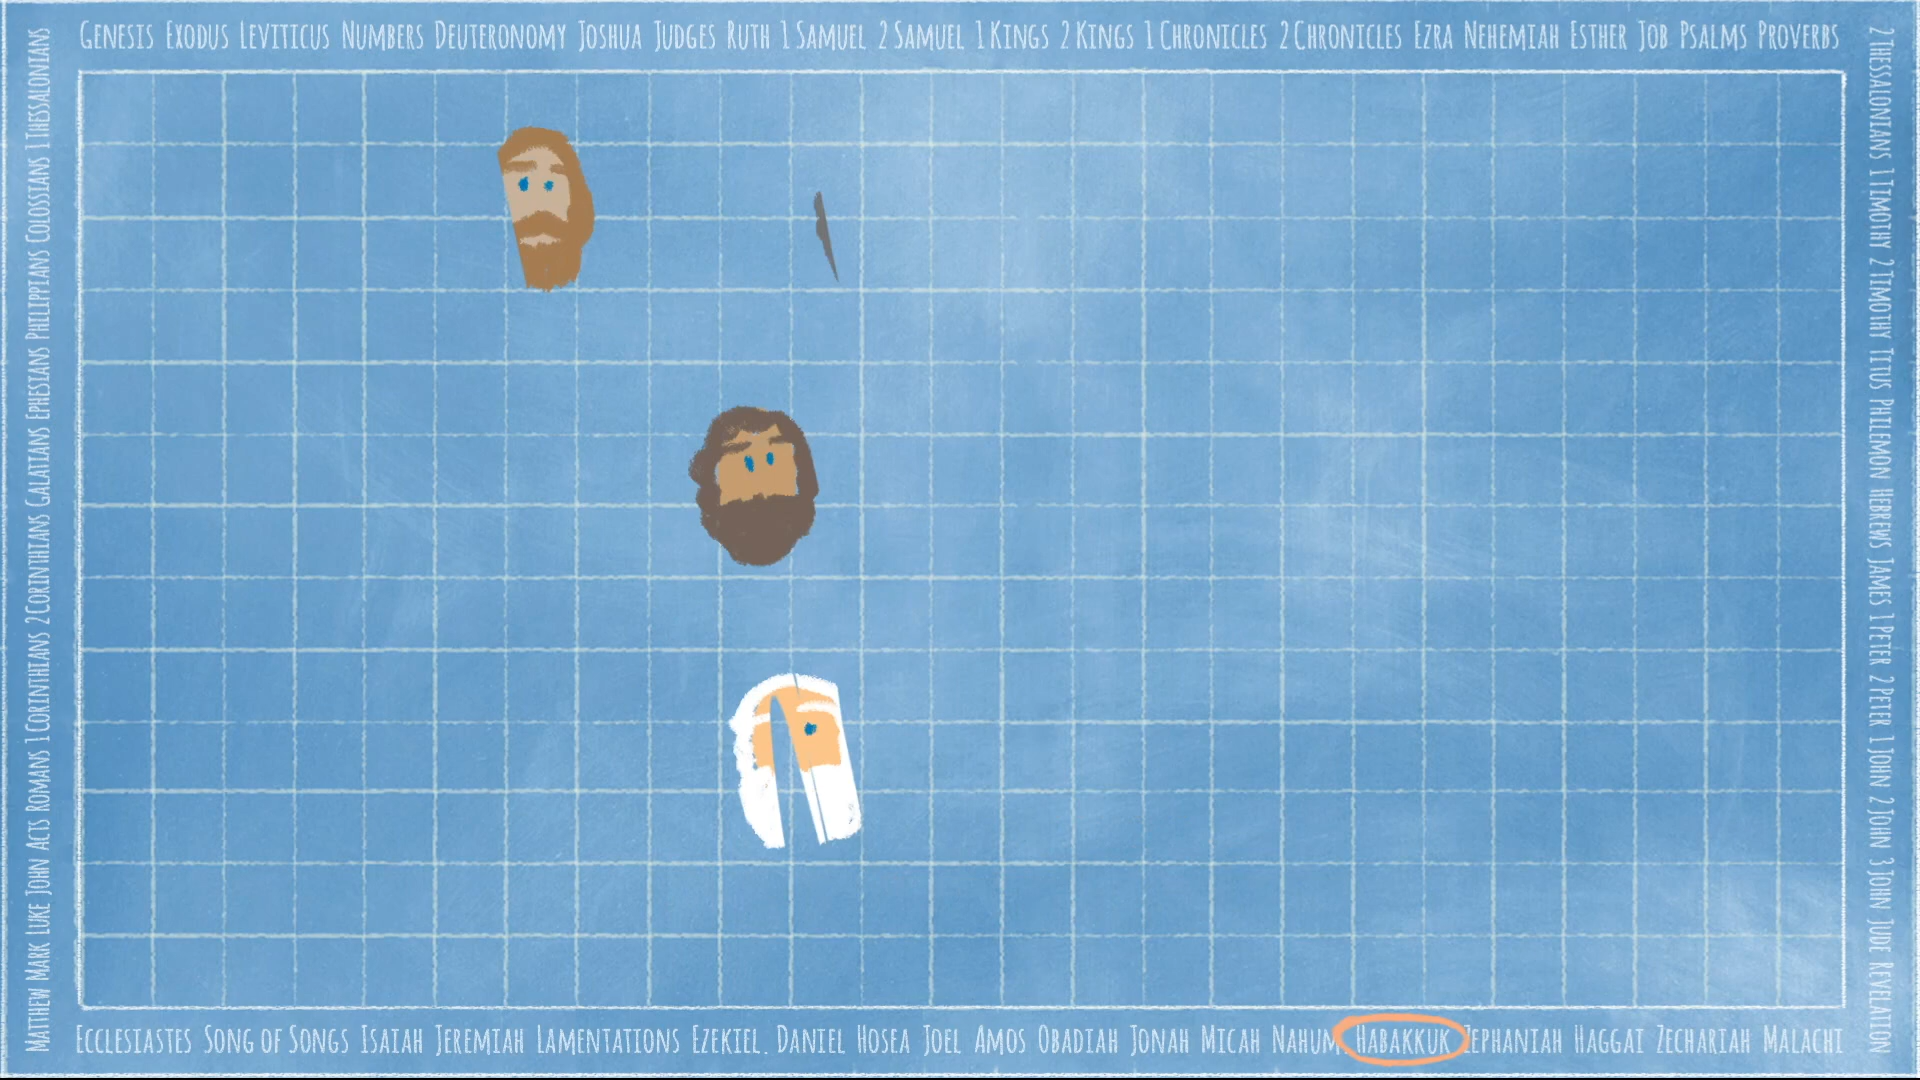 Genesis Exodus Leviticus Numbers Deuteronomy Joshua Judges Ruth 1 Samuel 2 Samuel 1 Kings 2 Kings 1 Chronicles 2 Chronicles Ezra Nehemiah Esther Job Psalms Proverbs
Matthew Mark Luke John Acts Romans 1 Corinthians 2 Corinthians Galatians Ephesians Philippians Colossians 1 Thessalonians
2 Thessalonians 1 Timothy 2 Timothy Titus Philemon Hebrews James 1 Peter 2 Peter 1 John 2 John 3 John Jude Revelation
Ecclesiastes Song of Songs Isaiah Jeremiah Lamentations Ezekiel. Daniel Hosea Joel Amos Obadiah Jonah Micah Nahum Habakkuk Zephaniah Haggai Zechariah Malachi